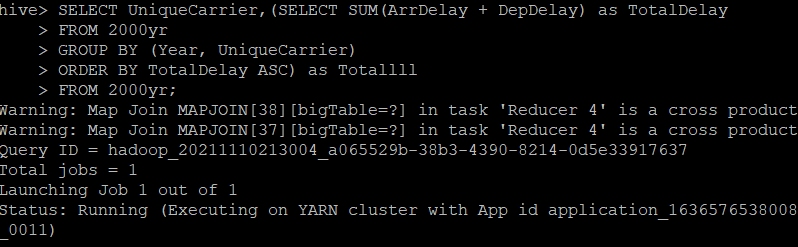 hive> SELECT UniqueCarrier,(SELECT SUM(ArrDelay + DepDelay) as TotalDelay
    > FROM 2000yr
    > GROUP BY (Year, UniqueCarrier)
    > ORDER BY TotalDelay ASC) as Totallll
    > FROM 2000yr;
Warning: Map Join MAPJOIN[38][bigTable=?] in task 'Reducer 4' is a cross product
Warning: Map Join MAPJOIN[37][bigTable=?] in task 'Reducer 4' is a cross product
Query ID = hadoop_20211110213004_a065529b-38b3-4390-8214-0d5e33917637
Total jobs = 1
Launching Job 1 out of 1
Status: Running (Executing on YARN cluster with App id application_1636576538008
_0011)